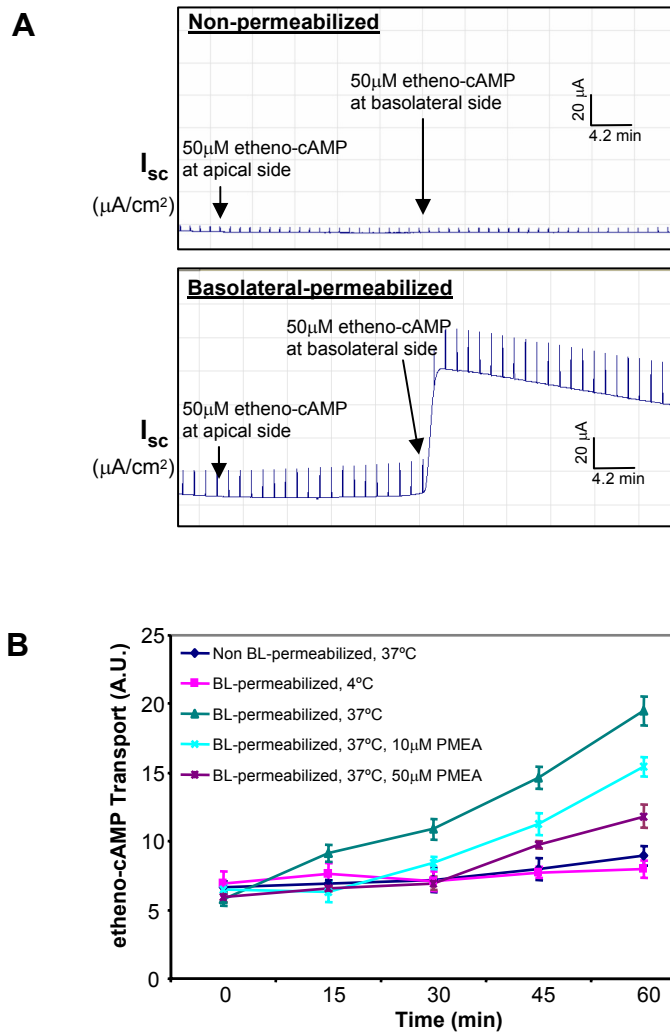 A
Non-permeabilized
50μM etheno-cAMP
at basolateral side
50μM etheno-cAMP
at apical side
20 μA
4.2 min
Isc
(μA/cm²)
Basolateral-permeabilized
50μM etheno-cAMP
at basolateral side
50μM etheno-cAMP
at apical side
20 μA
4.2 min
Isc
(μA/cm²)
B
etheno-cAMP Transport (A.U.)
25
20
15
10
5
0
Non BL-permeabilized, 37ºC
BL-permeabilized, 4ºC
BL-permeabilized, 37ºC
BL-permeabilized, 37ºC, 10μM PMEA
BL-permeabilized, 37ºC, 50μM PMEA
0 15 30 45 60
Time (min)